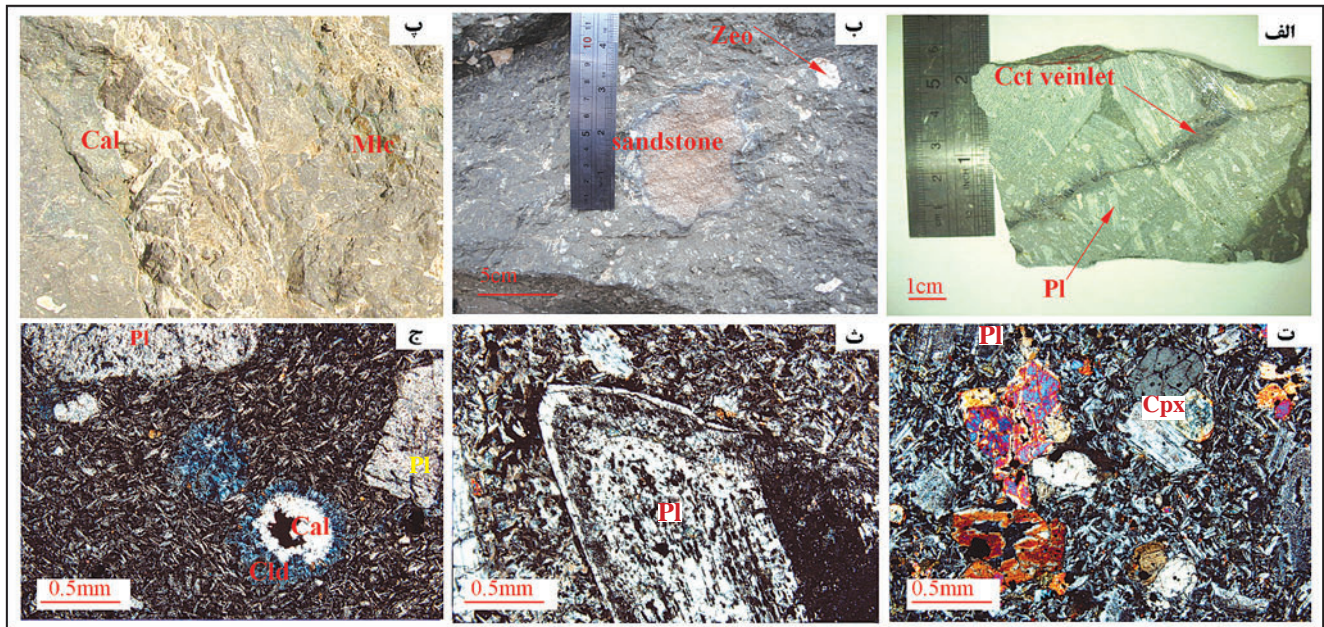 الف
Cct veinlet
Pl
1cm
ب
Zeo
sandstone
5cm
پ
Cal
Mlc
ت
Pl
Cpx
0.5mm
ث
Pl
0.5mm
ج
Pl
Pl
Cal
Cld
0.5mm